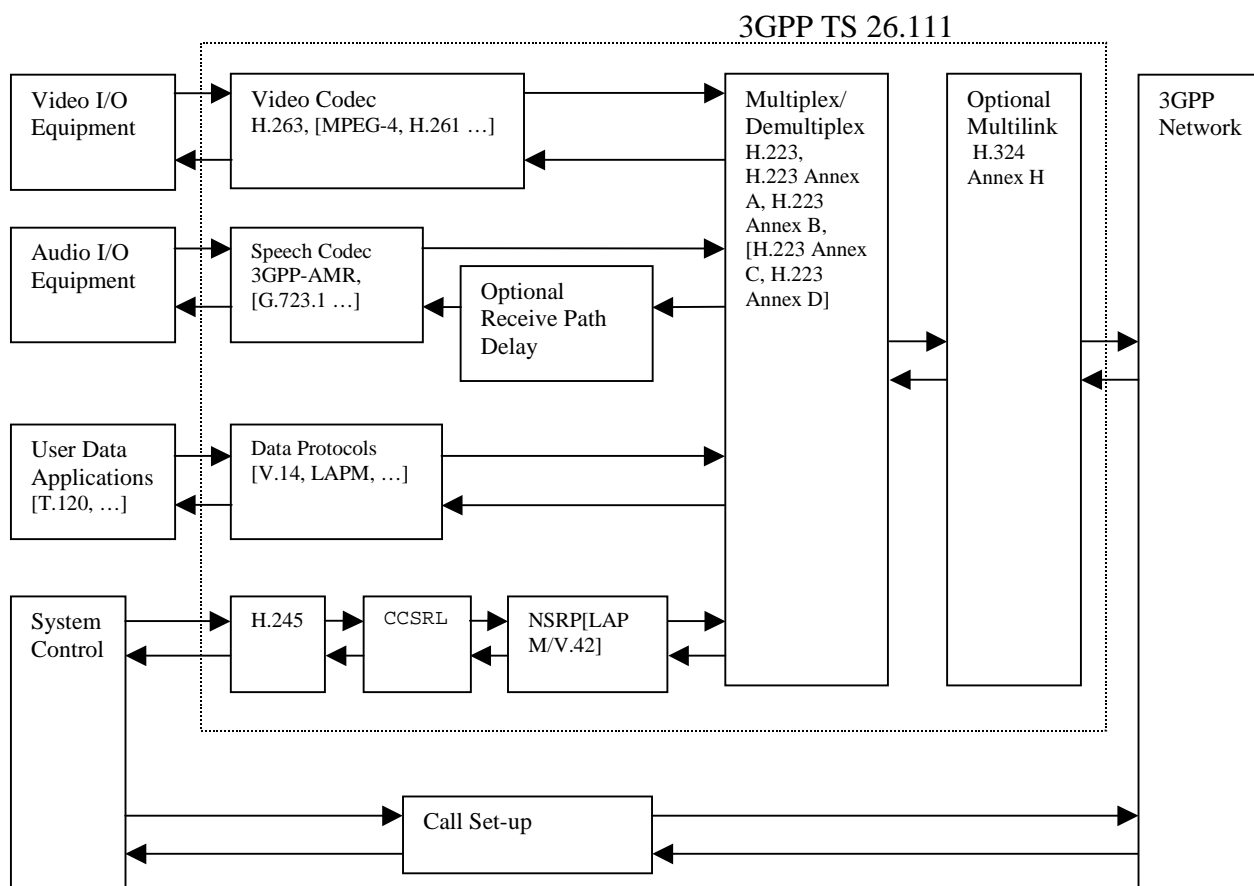 3GPP TS 26.111
Video I/O
Equipment
Video Codec
H.263, [MPEG-4, H.261 …]
Multiplex/
Demultiplex
H.223,
H.223 Annex
A, H.223
Annex B,
[H.223 Annex
C, H.223
Annex D]
Optional
Multilink
H.324
Annex H
3GPP
Network
Audio I/O
Equipment
Speech Codec
3GPP-AMR,
[G.723.1 …]
Optional
Receive Path
Delay
User Data
Applications
[T.120, …]
Data Protocols
[V.14, LAPM, …]
System
Control
H.245
CCSRL
NSRP[LAP
M/V.42]
Call Set-up